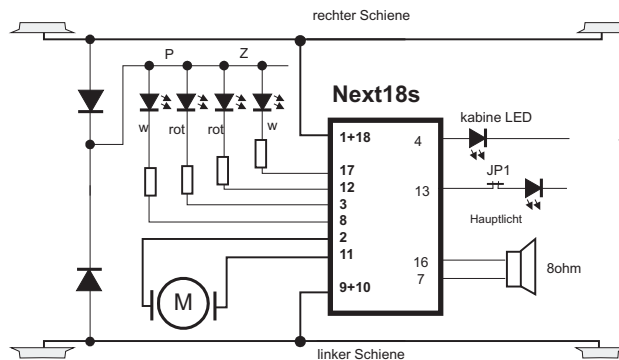 rechter Schiene
P Z
Next18s
kabine LED
w rot rot w
1+18 4
JP1
17
12 13
3
8 Hauptlicht
2
11 16 8ohm
7
M
9+10
linker Schiene